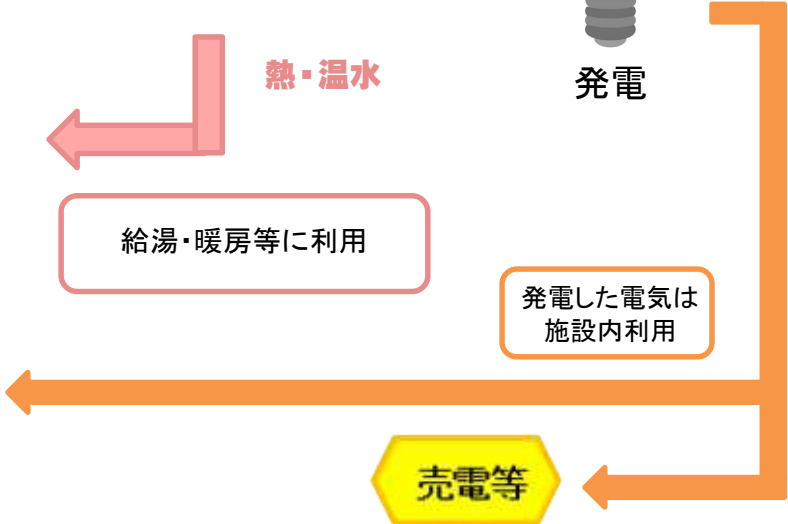 熱・温水
発電
給湯・暖房等に利用
発電した電気は
施設内利用
売電等